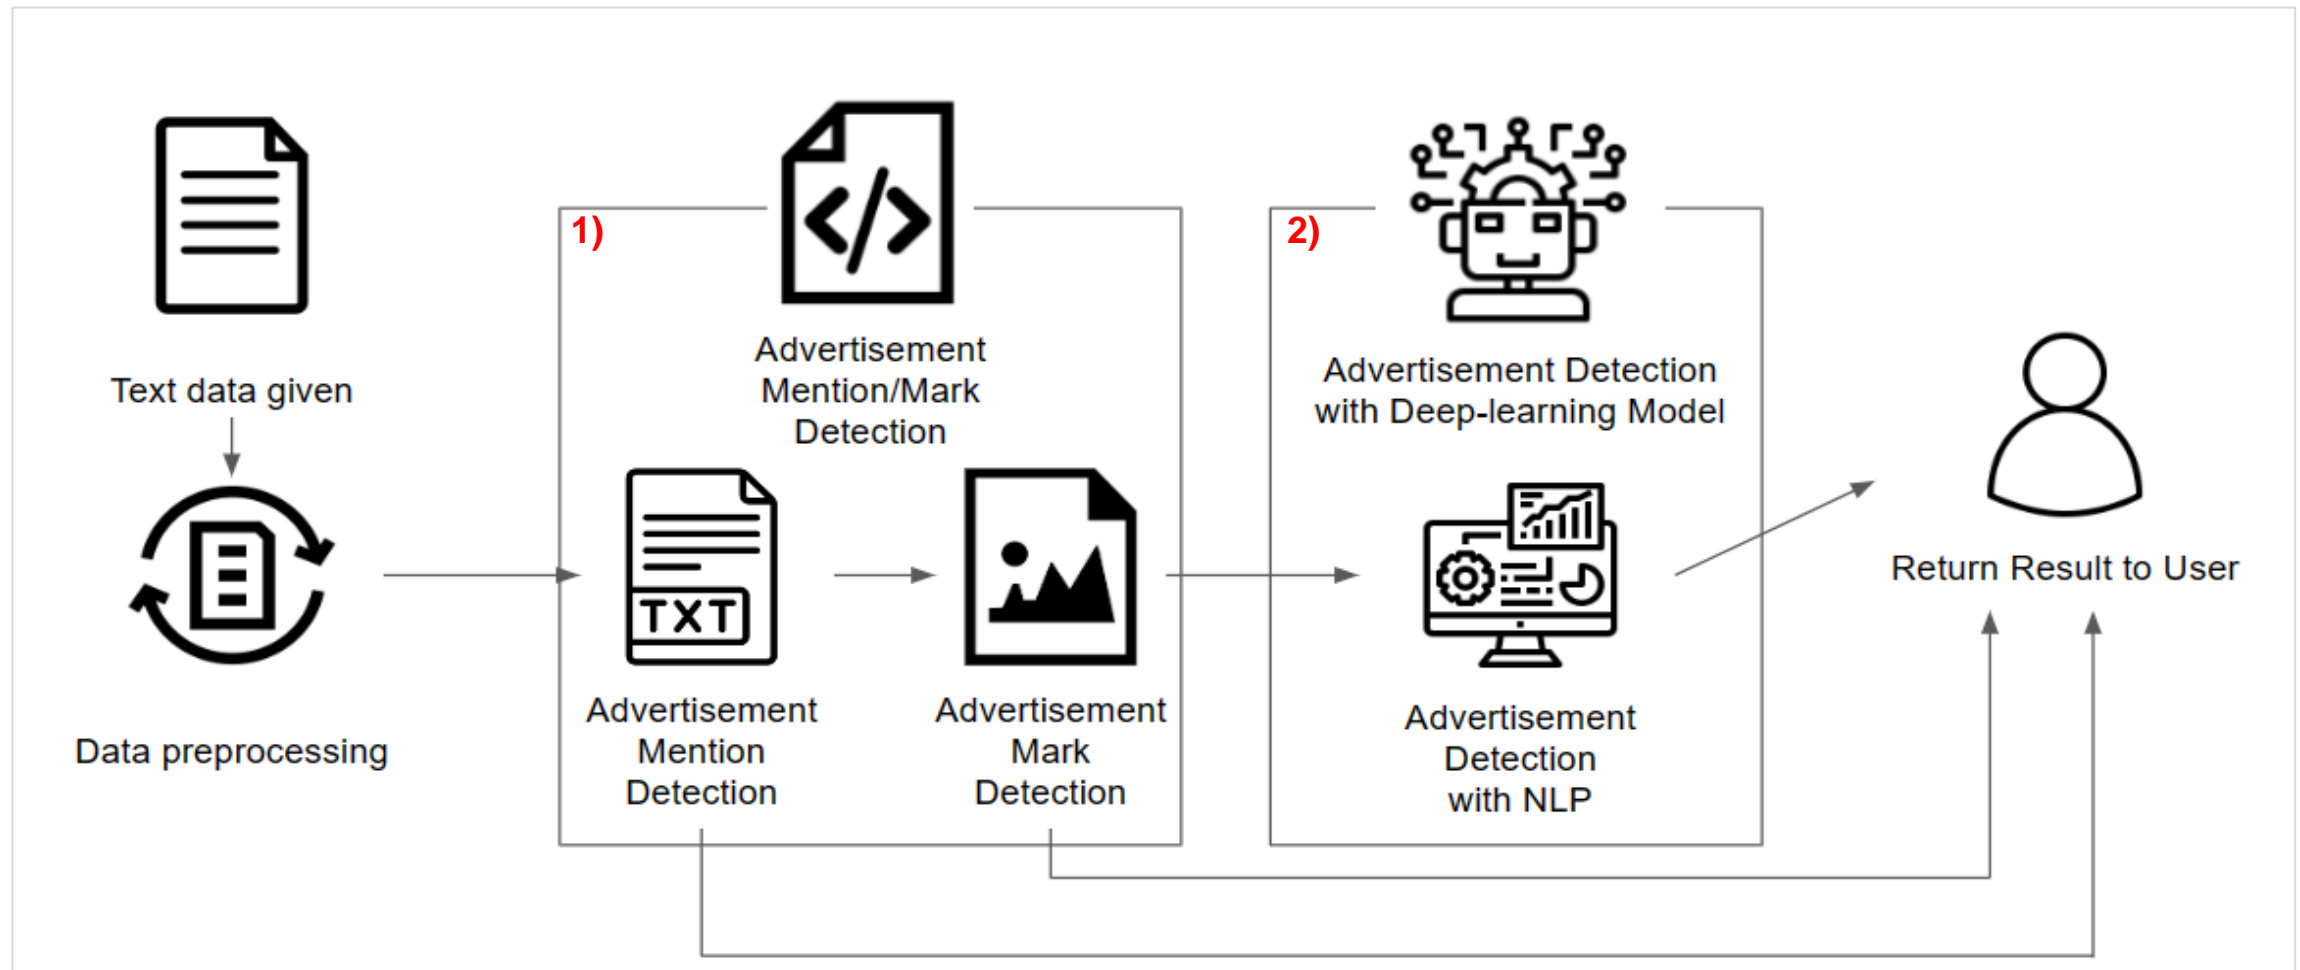 Text data given
Data preprocessing
1)
</>
Advertisement
Mention/Mark
Detection
TXT
Advertisement
Mention
Detection
Advertisement
Mark
Detection
2)
Advertisement Detection
with Deep-learning Model
Advertisement
Detection
with NLP
Return Result to User